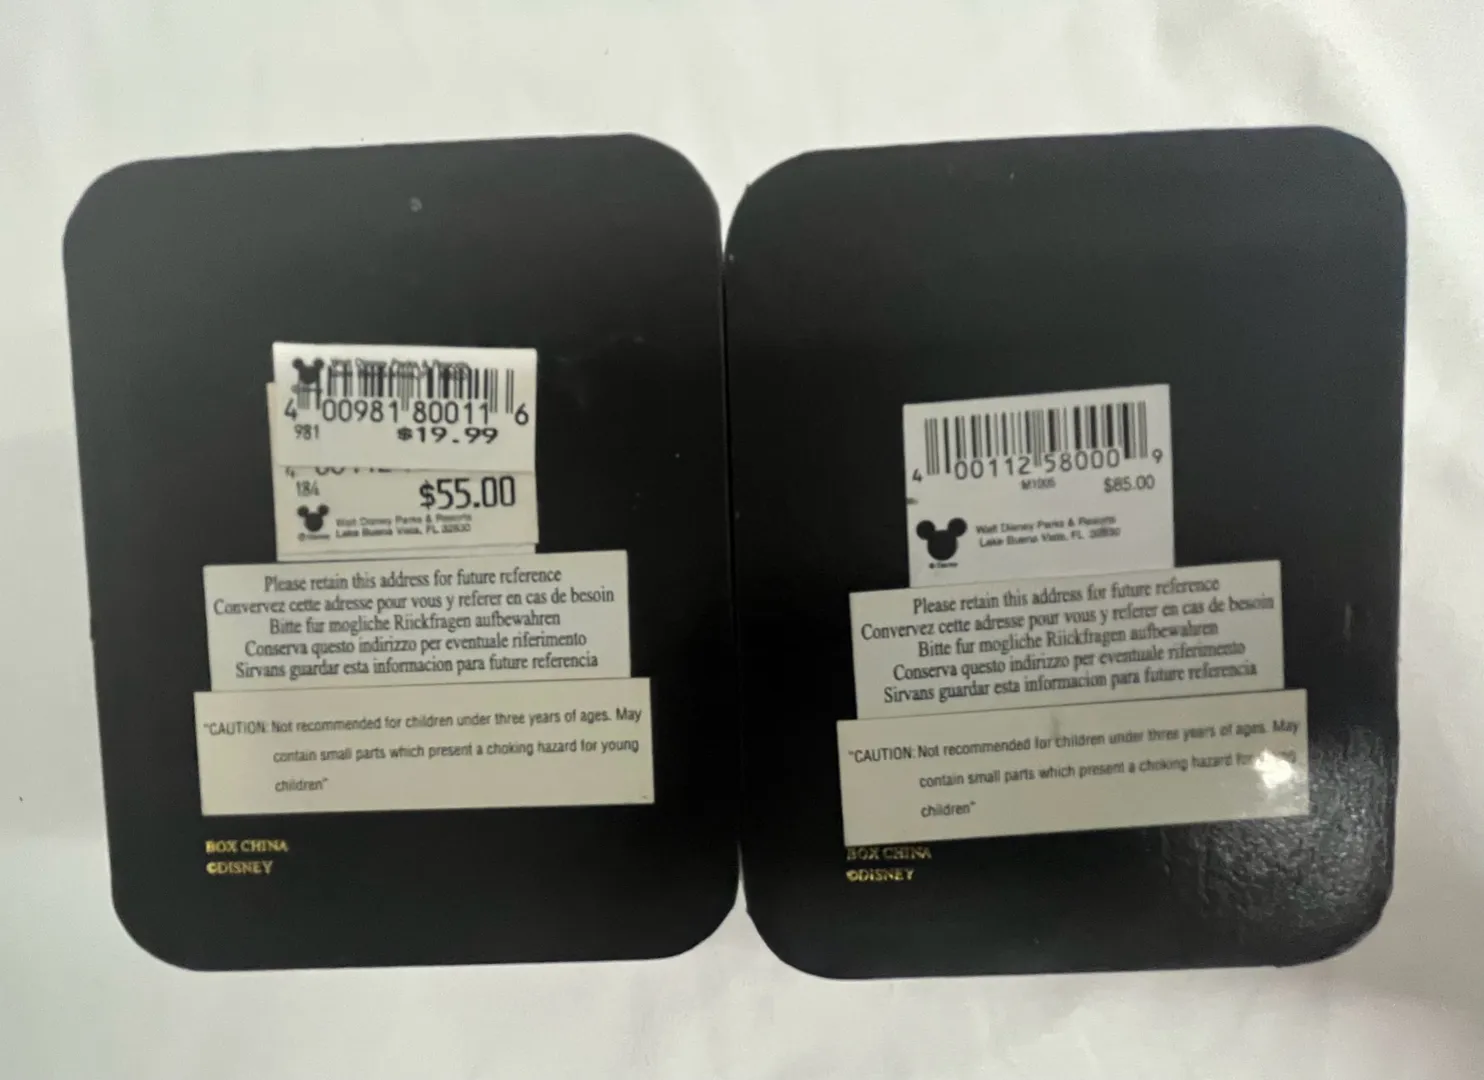 Walt Disney Parks & Resorts
4 00981 80011 6
981 $19.99
184 $55.00
Walt Disney Parks & Resorts
© Disney Lake Buena Vista, FL 32830
Please retain this address for future reference
Convervez cette adresse pour vous y referer en cas de besoin
Bitte fur mogliche Riickfragen aufbewahren
Conserva questo indirizzo per eventuale riferimento
Sirvans guardar esta informacion para future referencia
"CAUTION: Not recommended for children under three years of ages. May
contain small parts which present a choking hazard for young
children"
BOX CHINA
©DISNEY
4 00112 58000 9
$85.00
Walt Disney Parks & Resorts
Lake Buena Vista, FL 32830
© Disney
Please retain this address for future reference
Convervez cette adresse pour vous y referer en cas de besoin
Bitte fur mogliche Riickfragen aufbewahren
Conserva questo indirizzo per eventuale riferimento
Sirvans guardar esta informacion para future referencia
"CAUTION: Not recommended for children under three years of ages. May
contain small parts which present a choking hazard for young
children"
BOX CHINA
©DISNEY